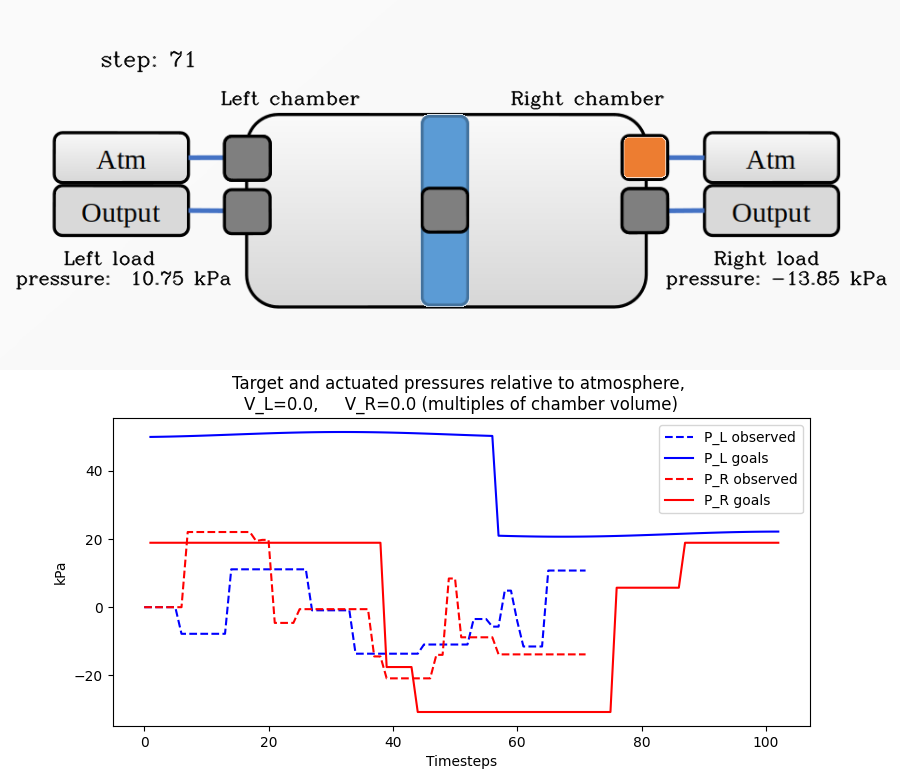 step: 71
Left chamber
Right chamber
Atm
Atm
Output
Output
Left load
pressure: 10.75 kPa
Right load
pressure: −13.85 kPa
Target and actuated pressures relative to atmosphere,
V_L=0.0, V_R=0.0 (multiples of chamber volume)
P_L observed
P_L goals
P_R observed
P_R goals
40
20
0
−20
kPa
0 20 40 60 80 100
Timesteps